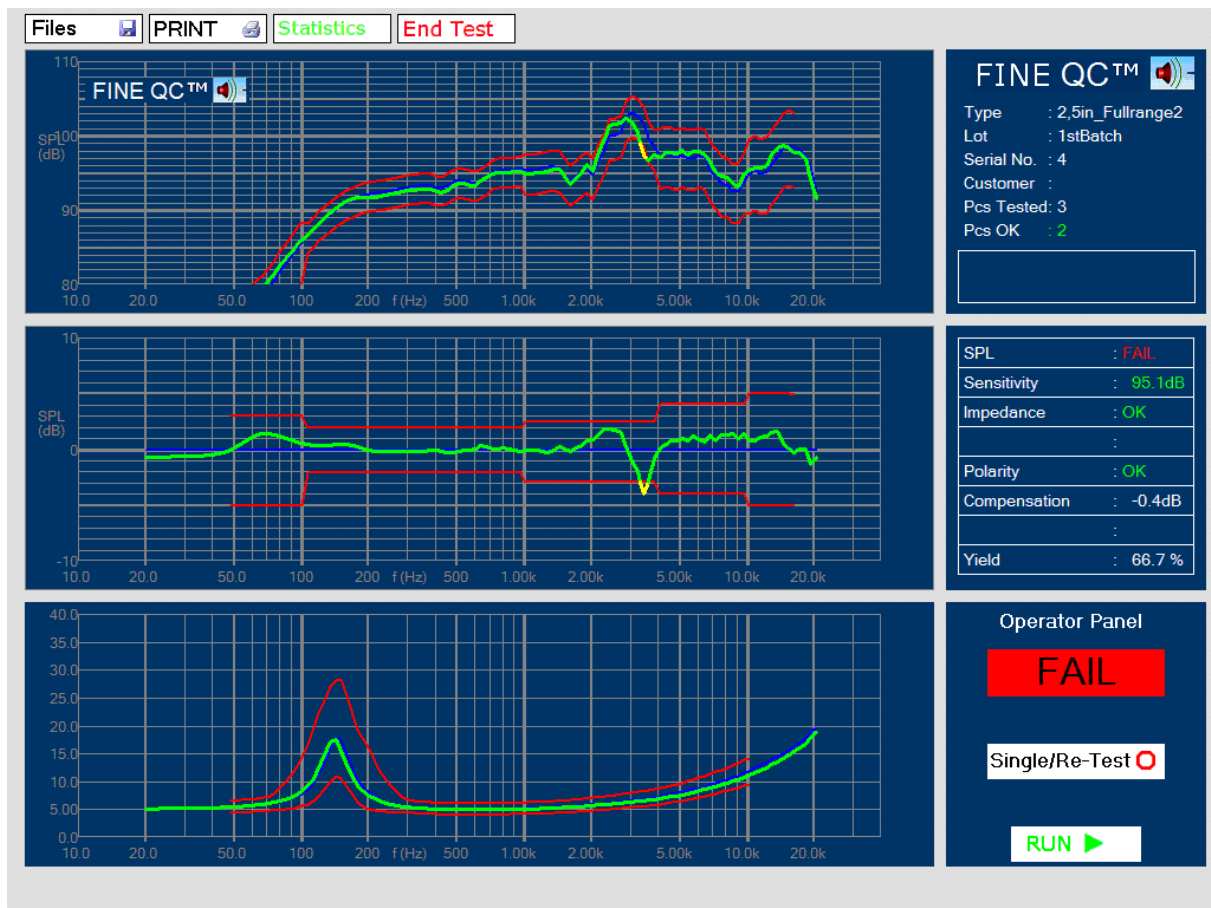 Files PRINT Statistics End Test
110
FINE QC™
SPL 100
(dB)
90
80
10.0 20.0 50.0 100 200 f (Hz) 500 1.00k 2.00k 5.00k 10.0k 20.0k
FINE QC™
Type : 2,5in_Fullrange2
Lot : 1stBatch
Serial No. : 4
Customer :
Pcs Tested: 3
Pcs OK : 2
10
SPL
(dB)
0
-10
10.0 20.0 50.0 100 200 f (Hz) 500 1.00k 2.00k 5.00k 10.0k 20.0k
SPL : FAIL
Sensitivity : 95.1dB
Impedance : OK
:
Polarity : OK
Compensation : -0.4dB
:
Yield : 66.7 %
40.0
35.0
30.0
25.0
20.0
15.0
10.0
5.00
0.0
10.0 20.0 50.0 100 200 f (Hz) 500 1.00k 2.00k 5.00k 10.0k 20.0k
Operator Panel
FAIL
Single/Re-Test
RUN